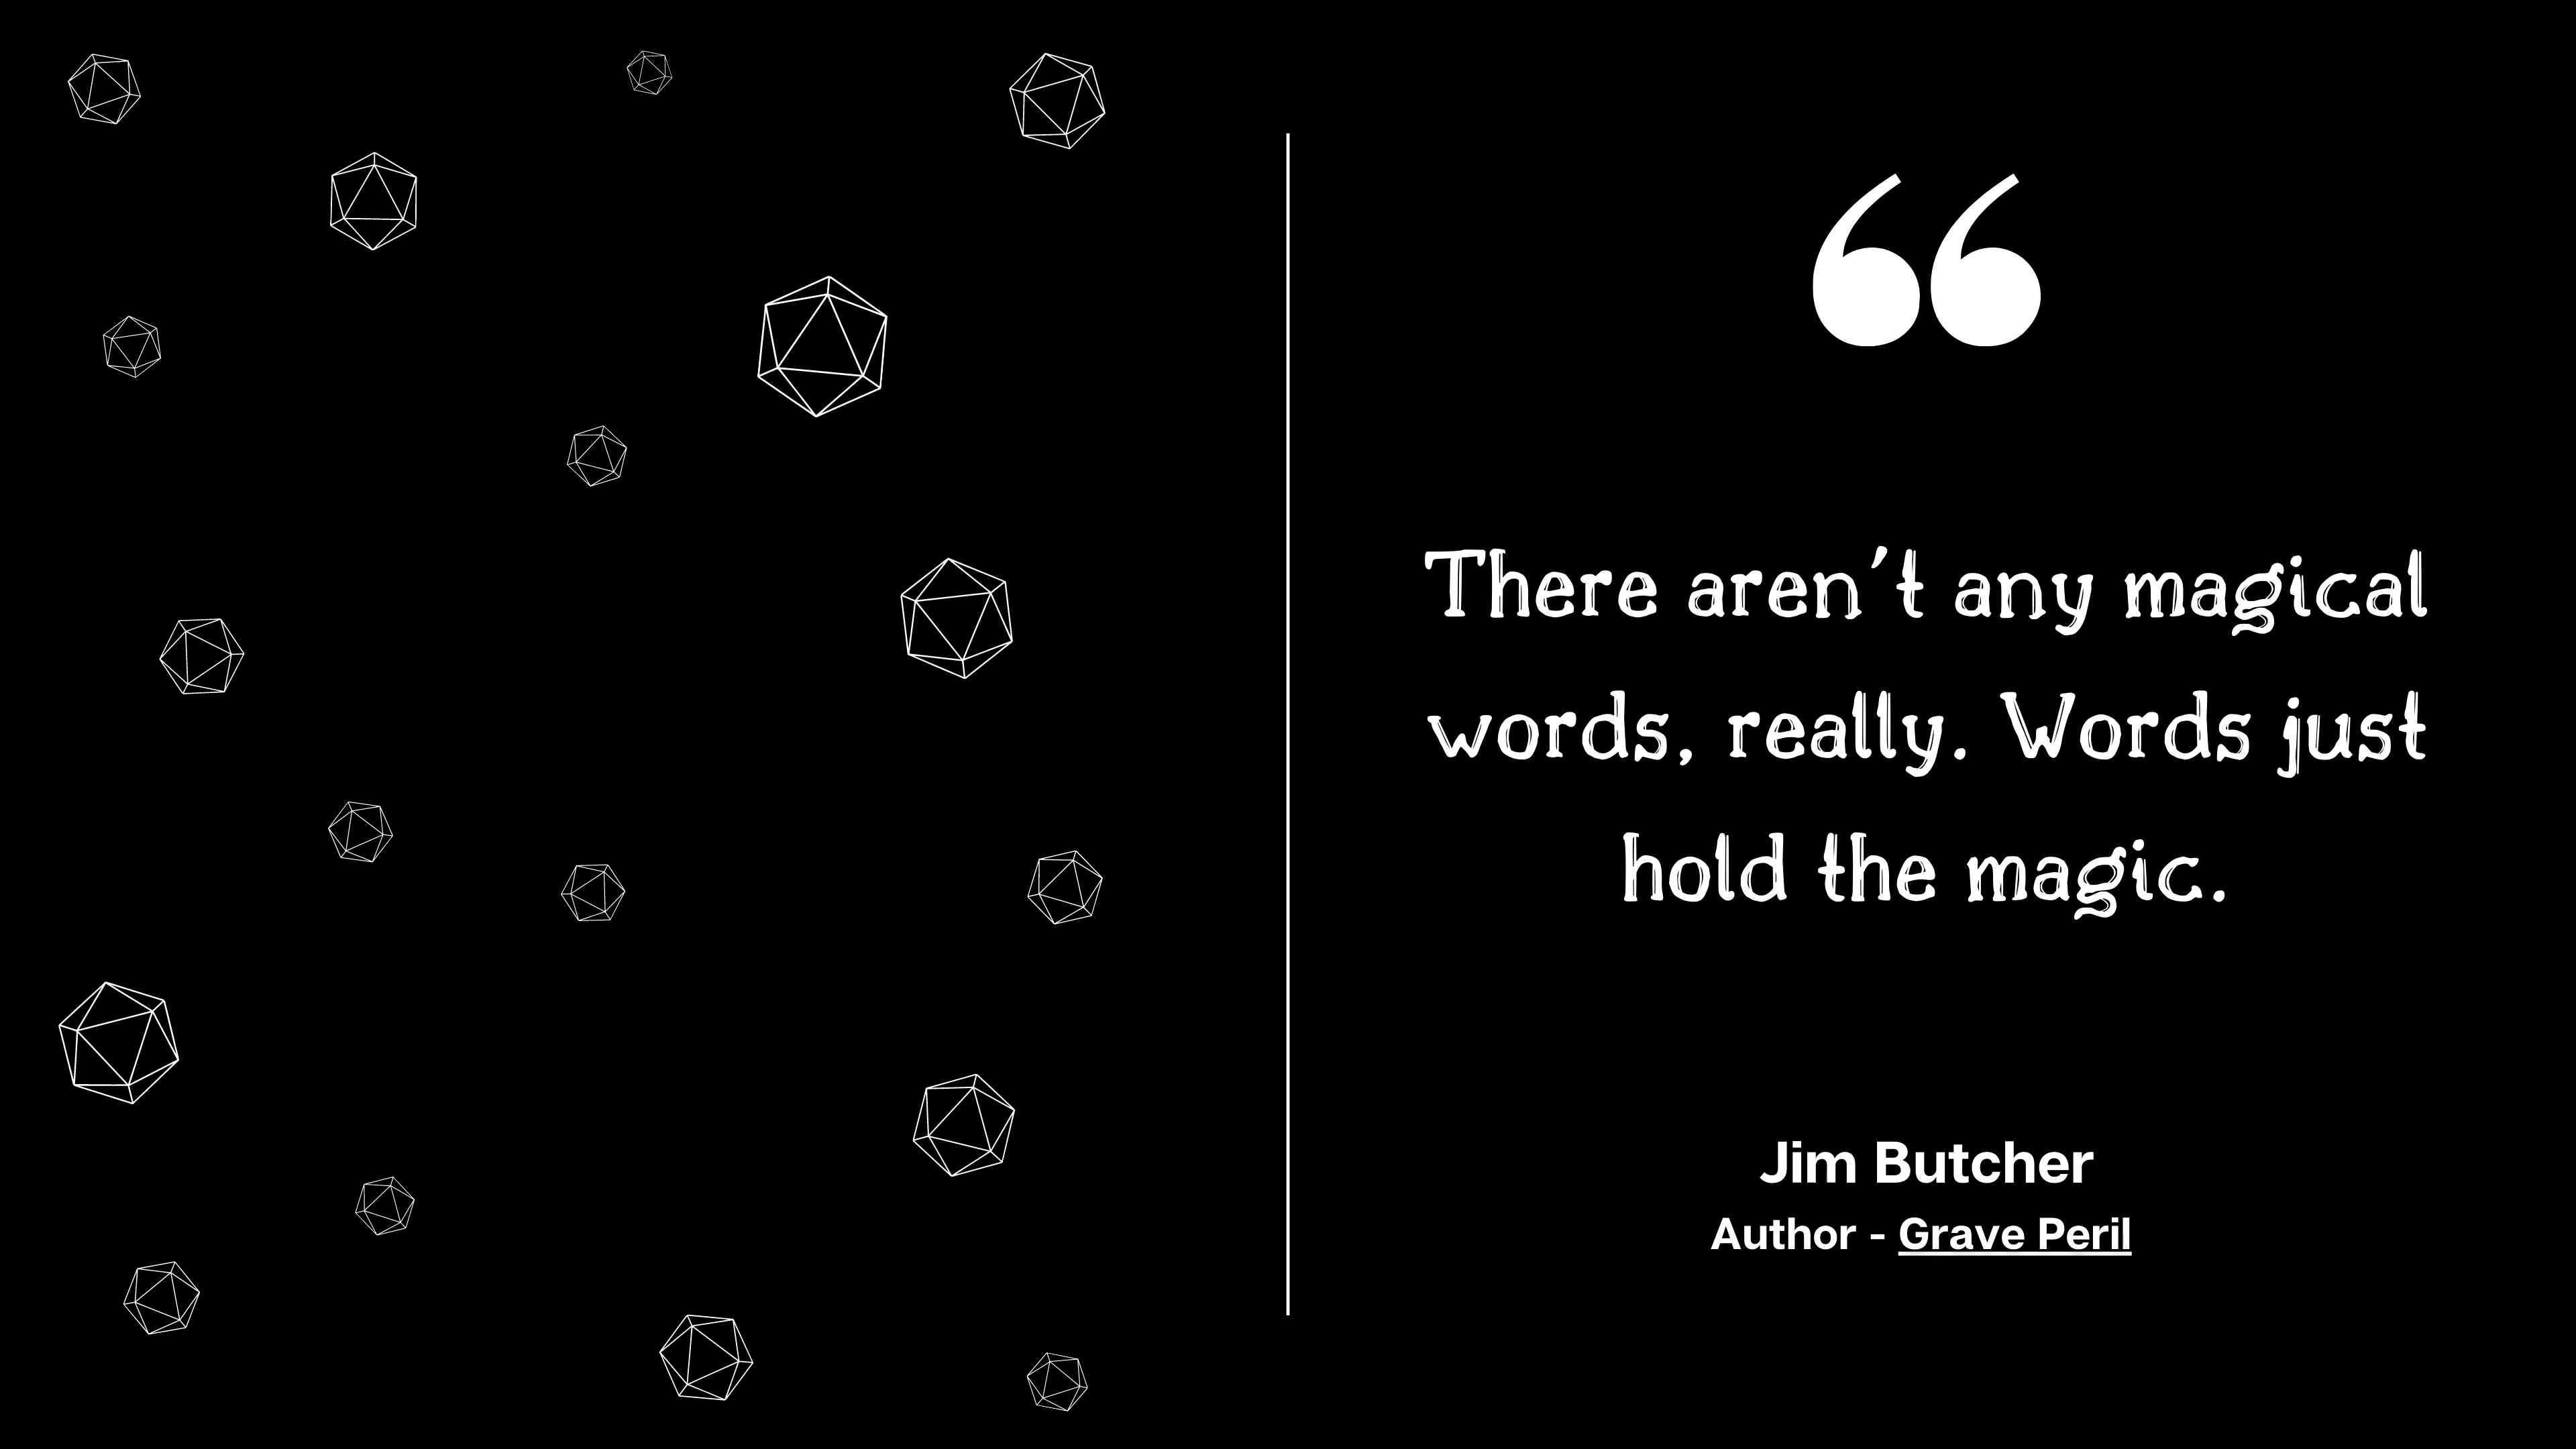 “
There aren't any magical
words, really. Words just
hold the magic.
Jim Butcher
Author - Grave Peril